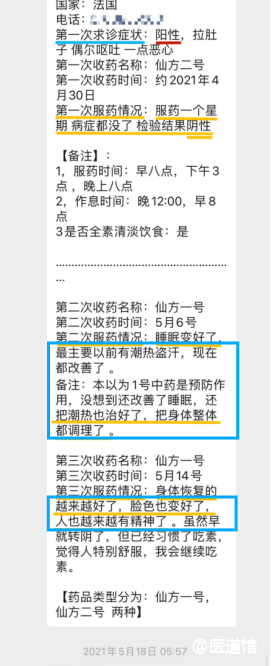 国家：法国
电话：
第一次求诊症状：阳性，拉肚
子 偶尔呕吐 一点恶心
第一次收药名称：仙方二号
第一次收药时间：约2021年4
月30日
第一次服药情况：服药一个星
期 病症都没了 检验结果阴性
【备注】：
1，服药时间：早八点，下午3
点 ，晚上八点
2，作息时间：晚12:00，早8
点
3是否全素清淡饮食：是
......................................................
...
第二次收药名称：仙方一号
第二次收药时间：5月6号
第二次服药情况：睡眠变好了，
最主要以前有潮热盗汗，现在
都改善了 。
备注：本以为1号中药是预防作
用，没想到还改善了睡眠，还
把潮热也治好了，把身体整体
都调理了 。
第三次收药名称：仙方一号
第三次收药时间：5月14号
第三次服药情况：身体恢复的
越来越好了，脸色也变好了，
人也越来越有精神了 。虽然早
就转阴了，但已经习惯了吃素，
觉得人特别舒服，我会继续吃
素。
【药品类型分为：仙方一号，
仙方二号 两种】
2021年5月18日 05:57
医道馆